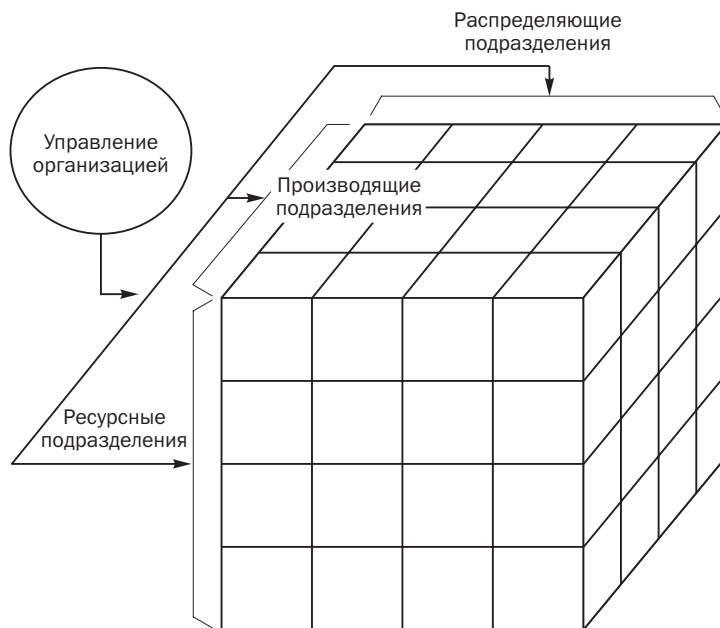 Распределяющие
подразделения
Управление
организацией
Производящие
подразделения
Ресурсные
подразделения